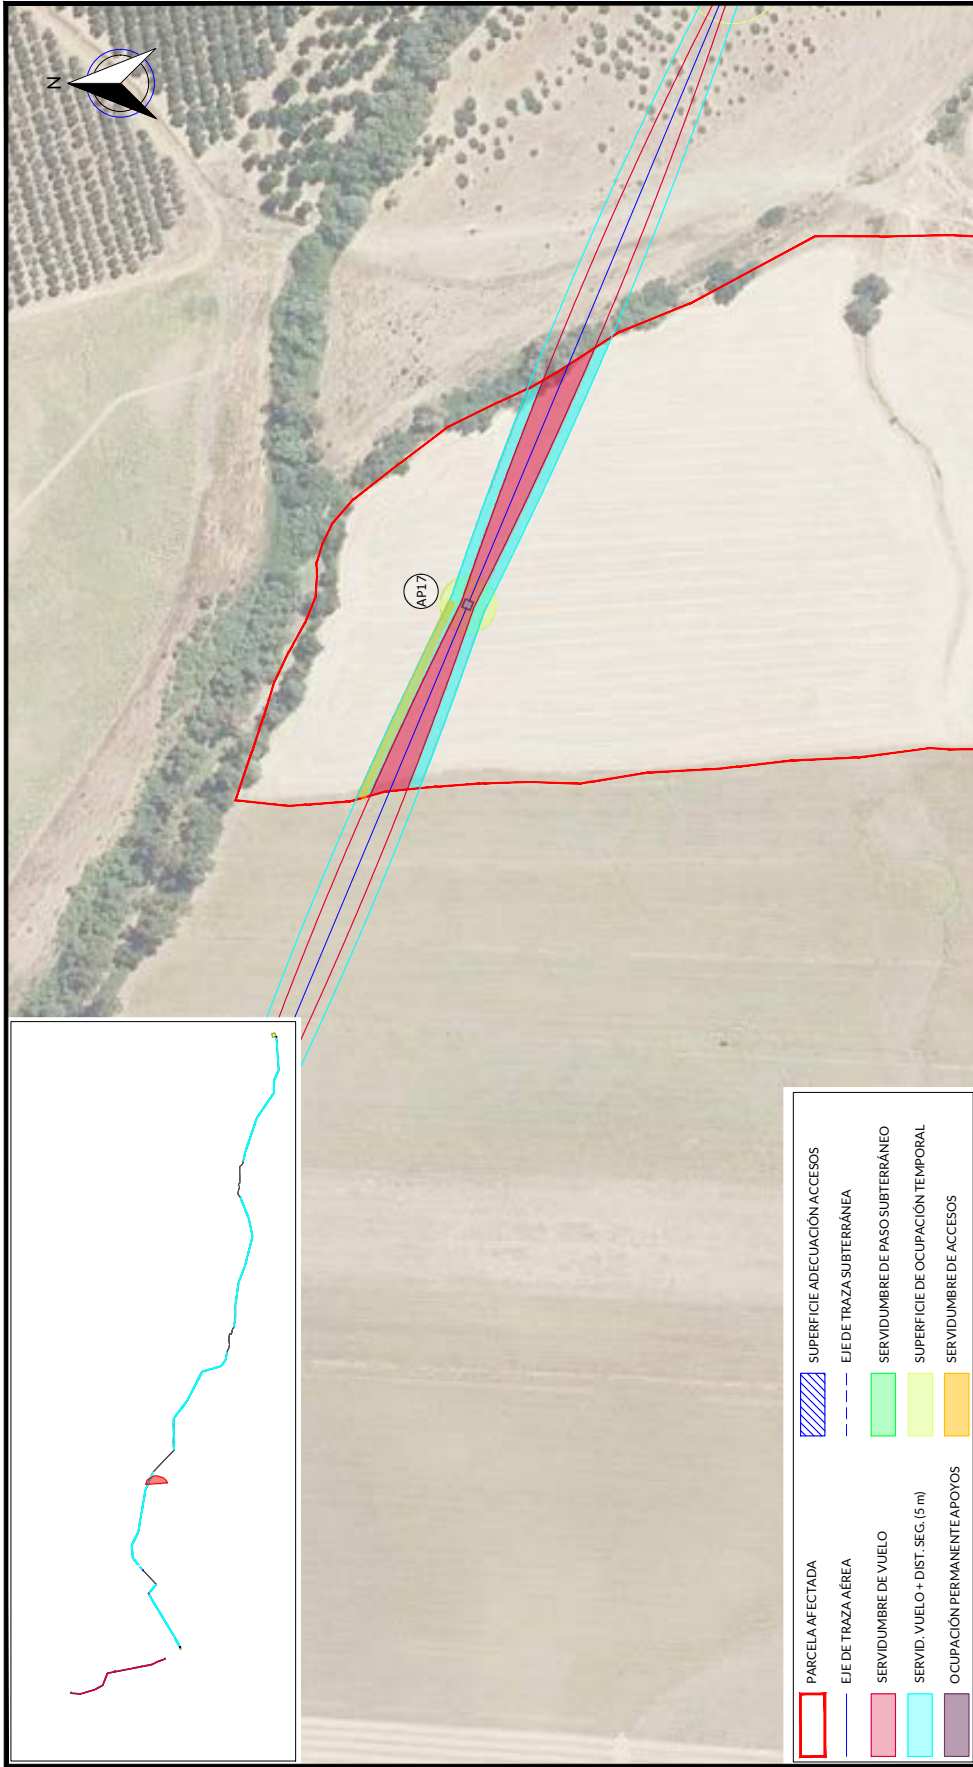 N
AP17
PARCELA AFECTADA
EJE DE TRAZA AÉREA
SERVIDUMBRE DE VUELO
SERVID. VUELO + DIST. SEG. (5 m)
OCUPACIÓN PERMANENTE APOYOS
SUPERFICIE ADECUACIÓN ACCESOS
EJE DE TRAZA SUBTERRÁNEA
SERVIDUMBRE DE PASO SUBTERRÁNEO
SUPERFICIE DE OCUPACIÓN TEMPORAL
SERVIDUMBRE DE ACCESOS